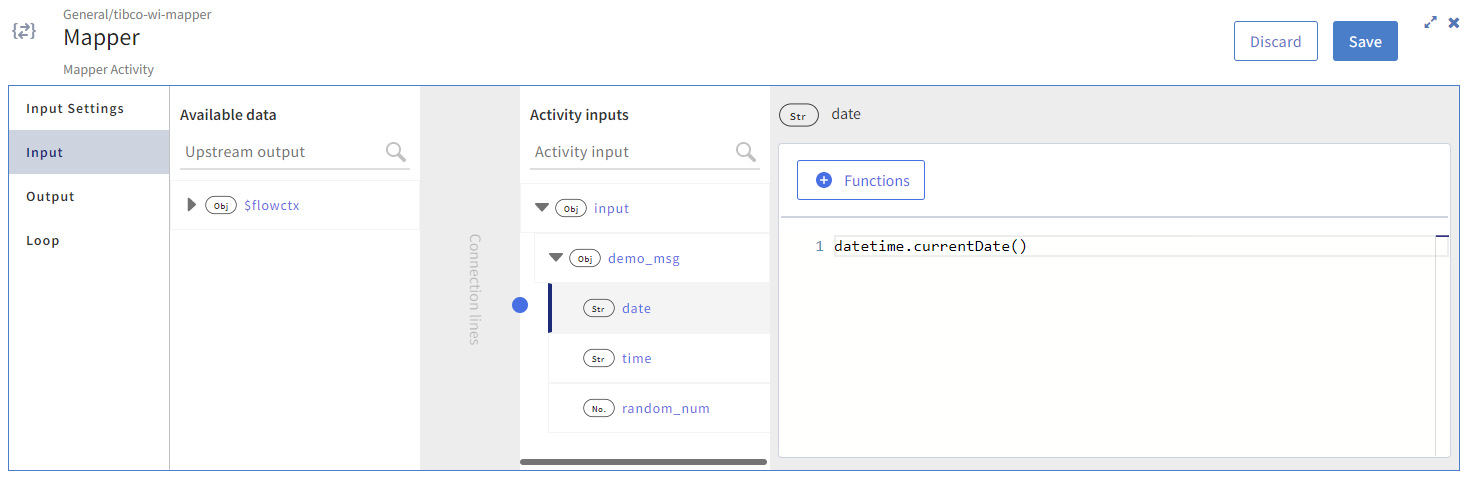 General/tibco-wi-mapper
Mapper
Mapper Activity
Discard
Save
Input Settings
Input
Output
Loop
Available data
Upstream output
Obj $flowctx
Connection lines
Activity inputs
Activity input
Obj input
Obj demo_msg
Str date
Str time
No. random_num
Str date
Functions
1 datetime.currentDate()